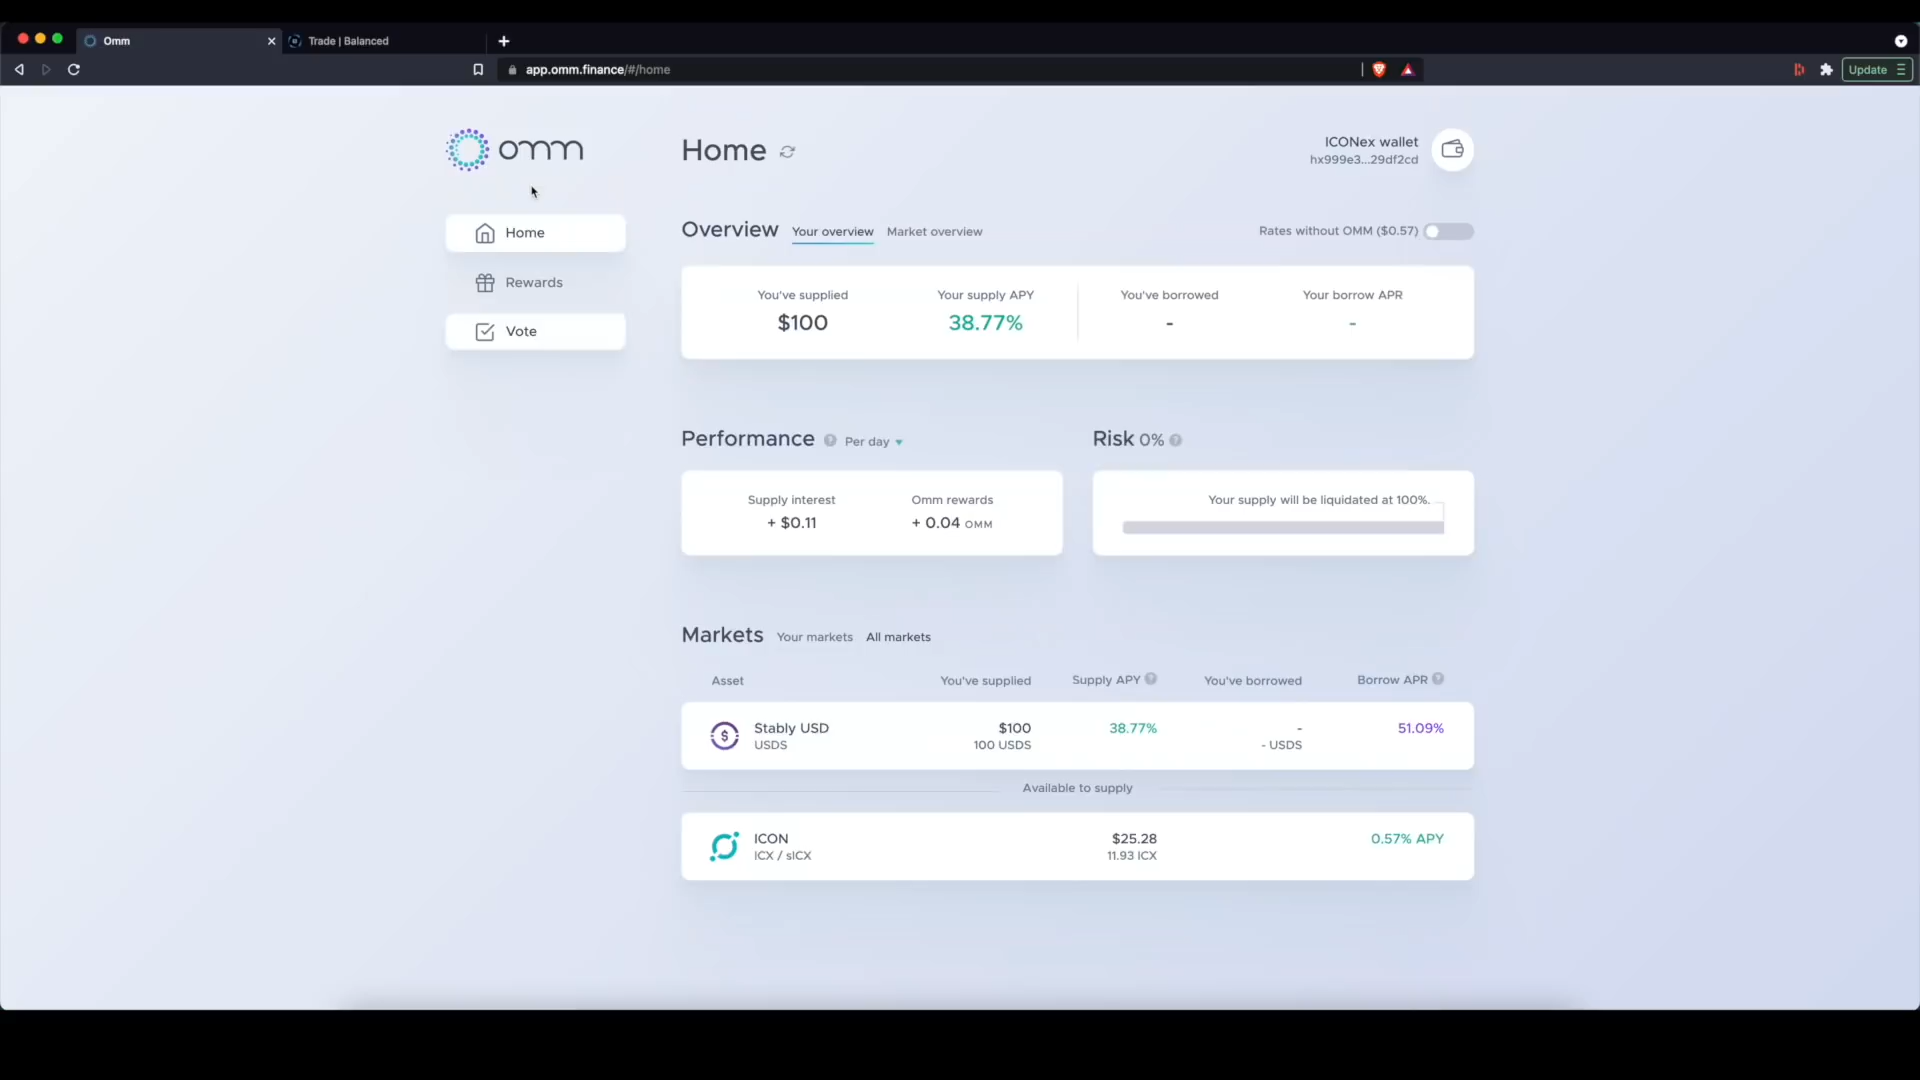 Omm
Trade | Balanced
app.omm.finance/#/home
Update
omm
Home
ICONex wallet
hx999e3...29df2cd
Home
Rewards
Vote
Overview Your overview Market overview
Rates without OMM ($0.57)
You've supplied Your supply APY You've borrowed Your borrow APR
$100 38.77% - -
Performance ? Per day
Risk 0% ?
Supply interest Omm rewards
+ $0.11 + 0.04 OMM
Your supply will be liquidated at 100%.
Markets Your markets All markets
Asset You've supplied Supply APY ? You've borrowed Borrow APR ?
Stably USD $100 38.77% - 51.09%
USDS 100 USDS - USDS
Available to supply
ICON $25.28 0.57% APY
ICX / sICX 11.93 ICX